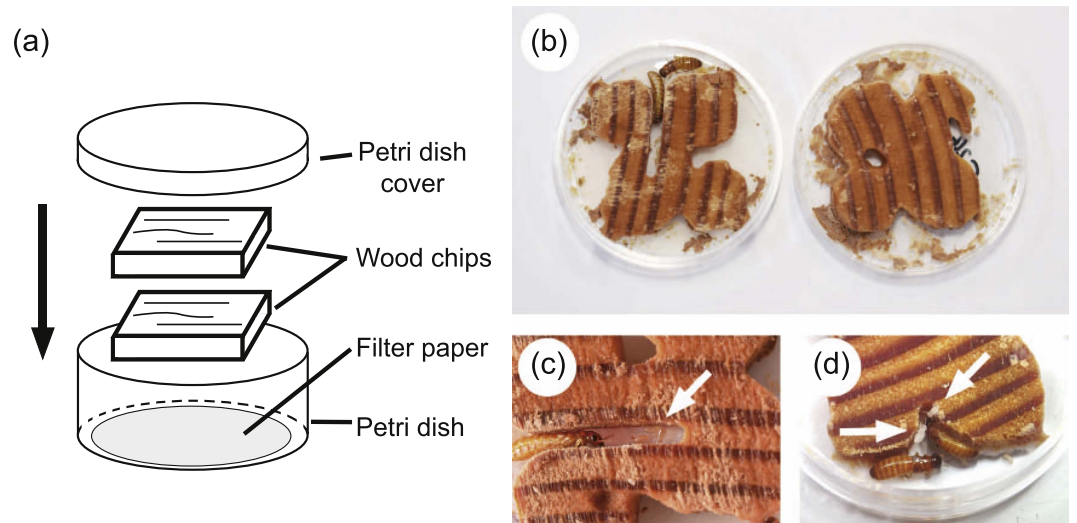 (a)
Petri dish
cover
Wood chips
Filter paper
Petri dish
(b)
(c)
(d)